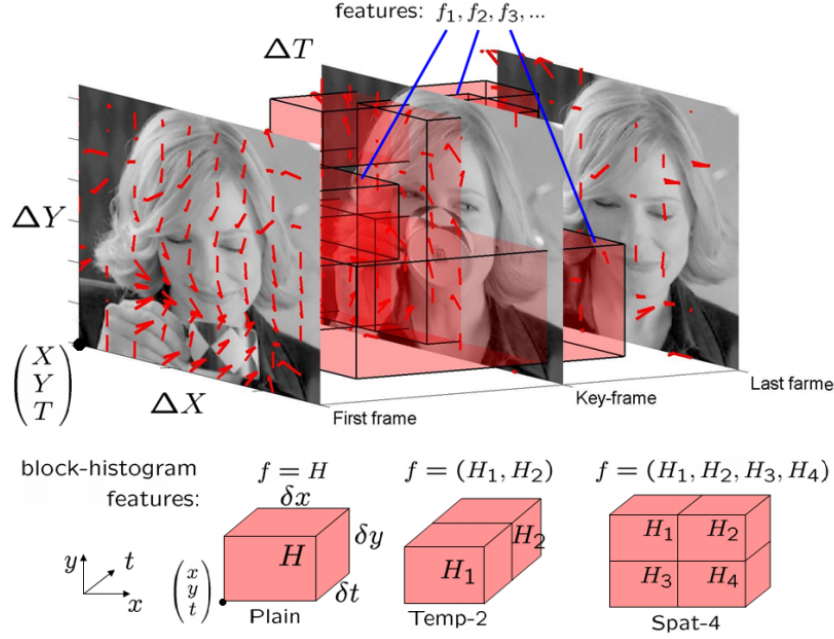 features: f₁, f₂, f₃, ...
ΔT
ΔY
(X Y T)
ΔX
First frame
Key-frame
Last farme
block-histogram features:
f = H
δx
H
δy
δt
(x y t)
Plain
f = (H₁, H₂)
H₁
H₂
Temp-2
f = (H₁, H₂, H₃, H₄)
H₁ H₂
H₃ H₄
Spat-4
y
t
x